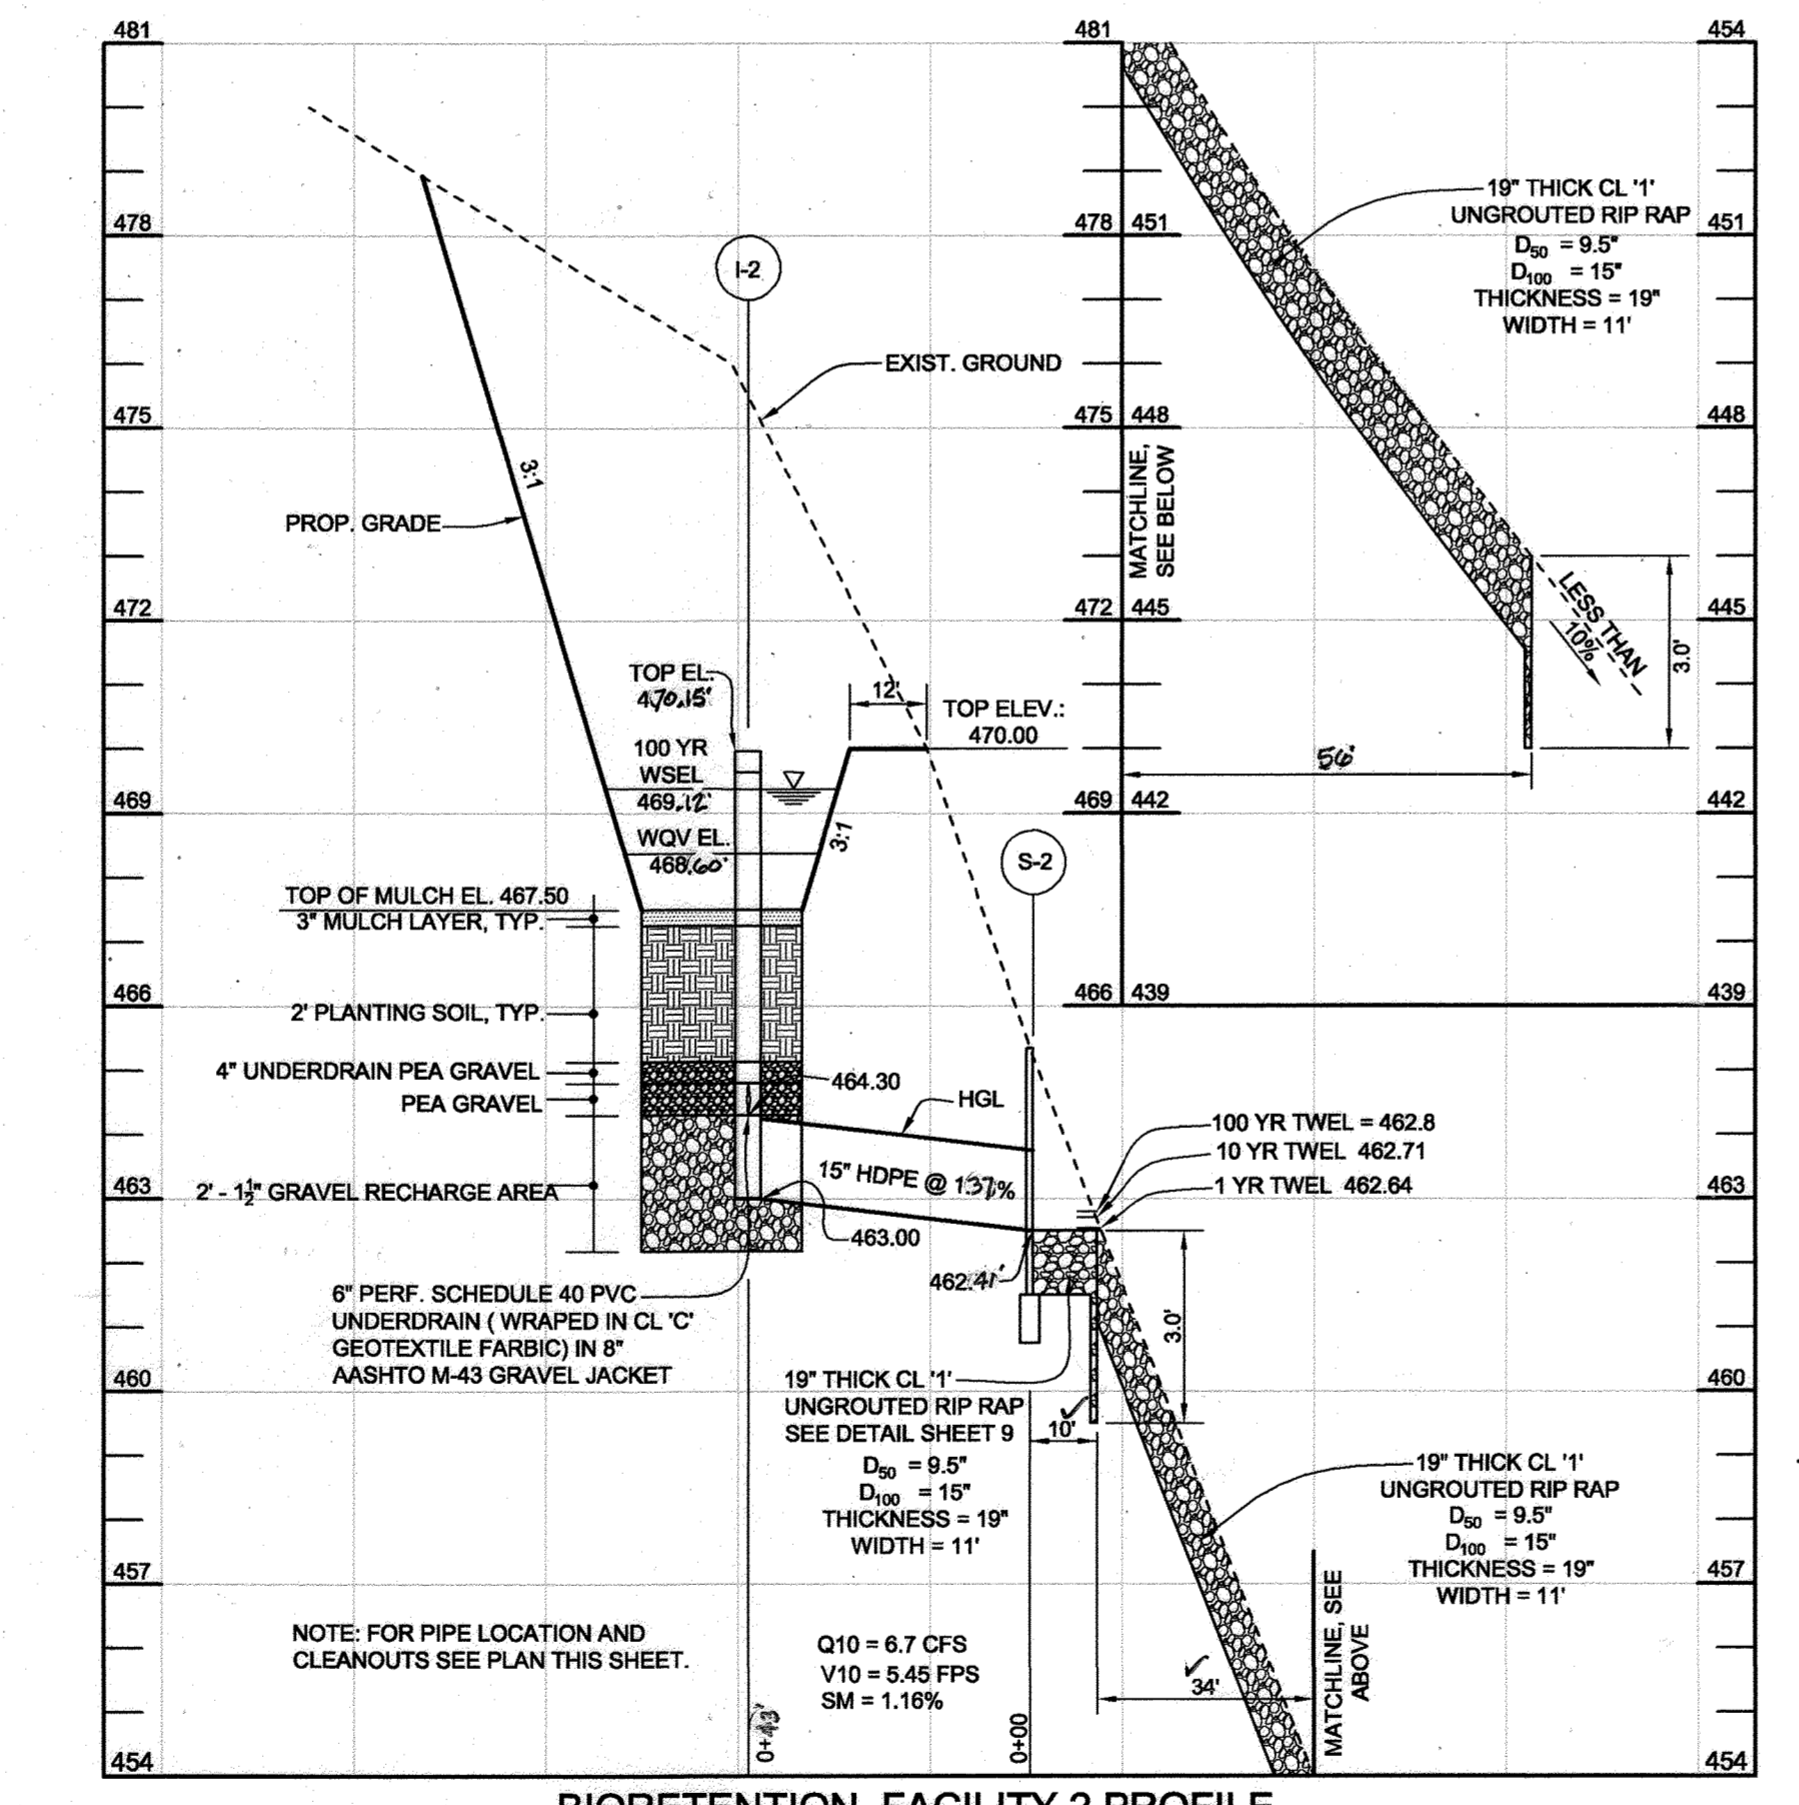 481
478
475
472
469
466
463
460
457
454
481
478 451
475 448
472 445
469 442
466 439
454
451
448
445
442
439
463
460
457
454
I-2
EXIST. GROUND
3:1
PROP. GRADE
TOP EL:
470.15'
12'
TOP ELEV.:
470.00
100 YR
WSEL
469.12'
WQV EL.
468.60'
3:1
S-2
TOP OF MULCH EL. 467.50
3" MULCH LAYER, TYP.
2' PLANTING SOIL, TYP.
4" UNDERDRAIN PEA GRAVEL
PEA GRAVEL
2' - 1½" GRAVEL RECHARGE AREA
464.30
HGL
15" HDPE @ 1.37%
463.00
462.41'
6" PERF. SCHEDULE 40 PVC
UNDERDRAIN ( WRAPED IN CL 'C'
GEOTEXTILE FARBIC) IN 8"
AASHTO M-43 GRAVEL JACKET
100 YR TWEL = 462.8
10 YR TWEL 462.71
1 YR TWEL 462.64
3.0'
19" THICK CL '1'
UNGROUTED RIP RAP
SEE DETAIL SHEET 9
D50 = 9.5"
D100 = 15"
THICKNESS = 19"
WIDTH = 11'
10'
19" THICK CL '1'
UNGROUTED RIP RAP
D50 = 9.5"
D100 = 15"
THICKNESS = 19"
WIDTH = 11'
MATCHLINE, SEE
ABOVE
34'
NOTE: FOR PIPE LOCATION AND
CLEANOUTS SEE PLAN THIS SHEET.
Q10 = 6.7 CFS
V10 = 5.45 FPS
SM = 1.16%
0+43'
0+00
MATCHLINE,
SEE BELOW
19" THICK CL '1'
UNGROUTED RIP RAP
D50 = 9.5"
D100 = 15"
THICKNESS = 19"
WIDTH = 11'
LESS THAN
10%
3.0'
56'
BIORETENTION FACILITY 2 PROFILE